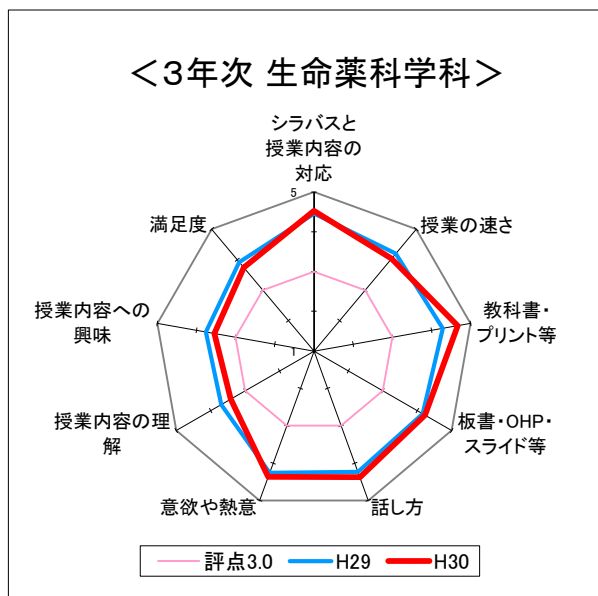 ＜3年次 生命薬科学科＞
シラバスと
授業内容の
対応
5
満足度
授業の速さ
授業内容への
興味
教科書・
プリント等
1
授業内容の理
解
板書・OHP・
スライド等
意欲や熱意
話し方
評点3.0
H29
H30